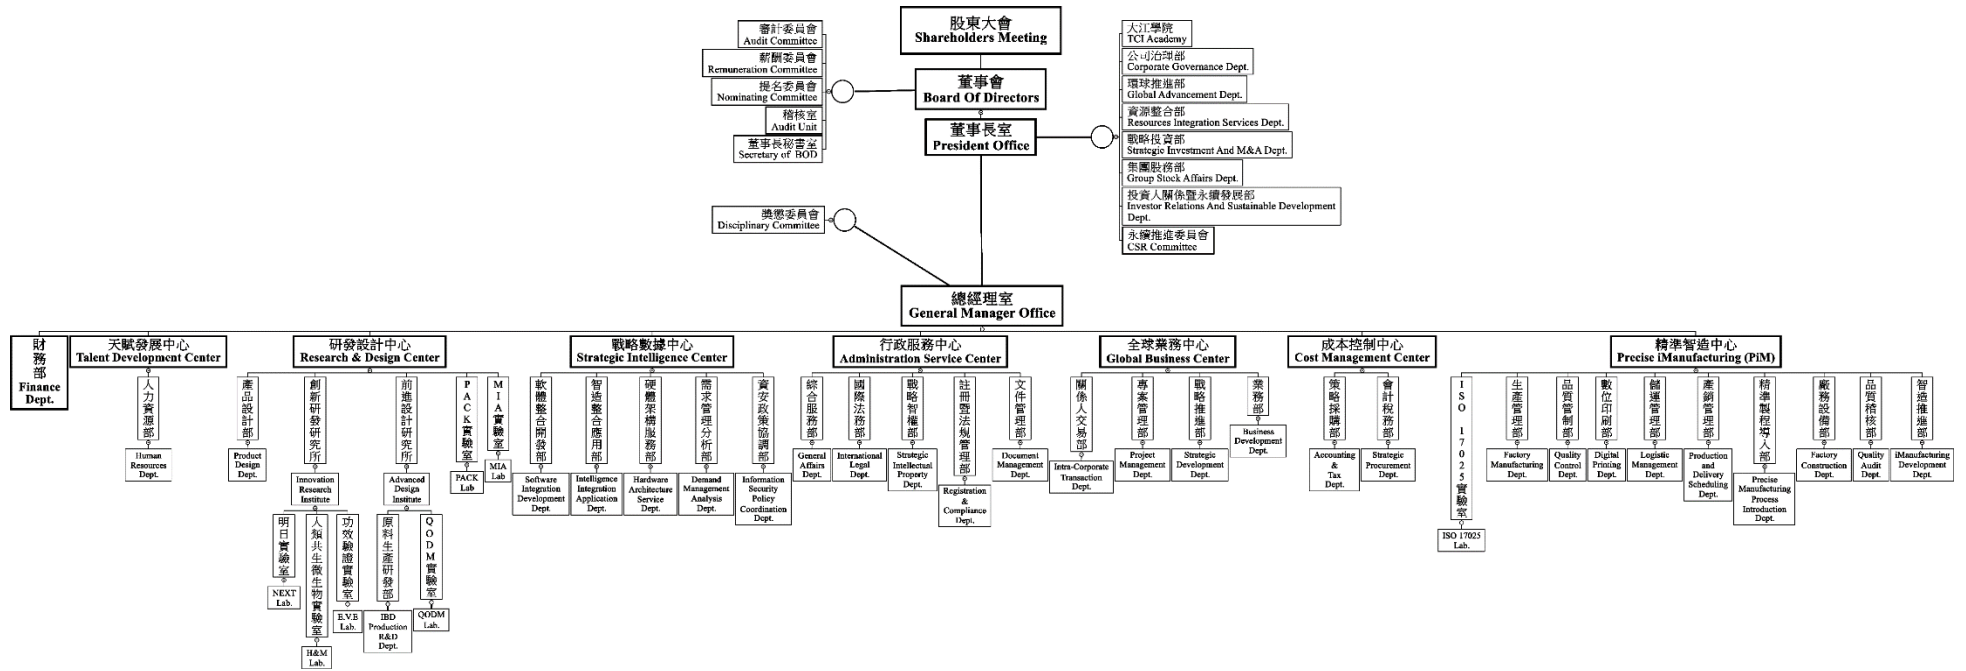 股東大會
Shareholders Meeting
審計委員會
Audit Committee
薪酬委員會
Remuneration Committee
提名委員會
Nominating Committee
稽核室
Audit Unit
董事長秘書室
Secretary of BOD
董事會
Board Of Directors
董事長室
President Office
大江學院
TCI Academy
公司治理部
Corporate Governance Dept.
環球推進部
Global Advancement Dept.
資源整合部
Resources Integration Services Dept.
戰略投資部
Strategic Investment And M&A Dept.
集團股務部
Group Stock Affairs Dept.
投資人關係暨永續發展部
Investor Relations And Sustainable Development
Dept.
永續推進委員會
CSR Committee
獎懲委員會
Disciplinary Committee
總經理室
General Manager Office
財務部
Finance
Dept.
天賦發展中心
Talent Development Center
人力資源部
Human
Resources
Dept.
研發設計中心
Research & Design Center
產品設計部
Product
Design
Dept.
創新研發研究所
Innovation
Research
Institute
明日實驗室
NEXT
Lab.
人類共生微生物實驗室
H&M
Lab.
功效驗證實驗室
E.V.E
Lab.
前進設計研究所
Advanced
Design
Institute
原料生產研發部
IBD
Production
R&D
Dept.
QODM實驗室
QODM
Lab.
PACK實驗室
PACK
Lab
MIA實驗室
MIA
Lab
戰略數據中心
Strategic Intelligence Center
軟體整合開發部
Software
Integration
Development
Dept.
智造整合應用部
Intelligence
Integration
Application
Dept.
硬體架構服務部
Hardware
Architecture
Service
需求管理分析部
Demand
Management
Analysis
Dept.
資安政策協調部
Information
Security
Policy
Coordination
Dept.
行政服務中心
Administration Service Center
綜合服務部
General
Affairs
Dept.
國際法務部
International
Legal
Dept.
戰略智權部
Strategic
Intellectual
Property
Dept.
註冊暨法規管理部
Registration
&
Compliance
Dept.
文件管理部
Document
Management
Dept.
全球業務中心
Global Business Center
關係人交易部
Intra-Corporate
Transaction
Dept.
專案管理部
Project
Management
Dept.
戰略推進部
Strategic
Development
Dept.
業務部
Business
Development
Dept.
成本控制中心
Cost Management Center
策略採購部
Accounting
&
Tax
Dept.
會計稅務部
Strategic
Procurement
Dept.
精準智造中心
Precise iManufacturing (PiM)
ISO 17025實驗室
ISO 17025
Lab.
生產管理部
Factory
Manufacturing
Dept.
品質管制部
Quality
Control
Dept.
數位印刷部
Digital
Printing
Dept.
儲運管理部
Logistic
Management
Dept.
產銷管理部
Production
and
Delivery
Scheduling
Dept.
精準製程導入部
Precise
Manufacturing
Process
Introduction
Dept.
廠務設備部
Factory
Construction
Dept.
品質稽核部
Quality
Audit
Dept.
智造推進部
iManufacturing
Development
Dept.